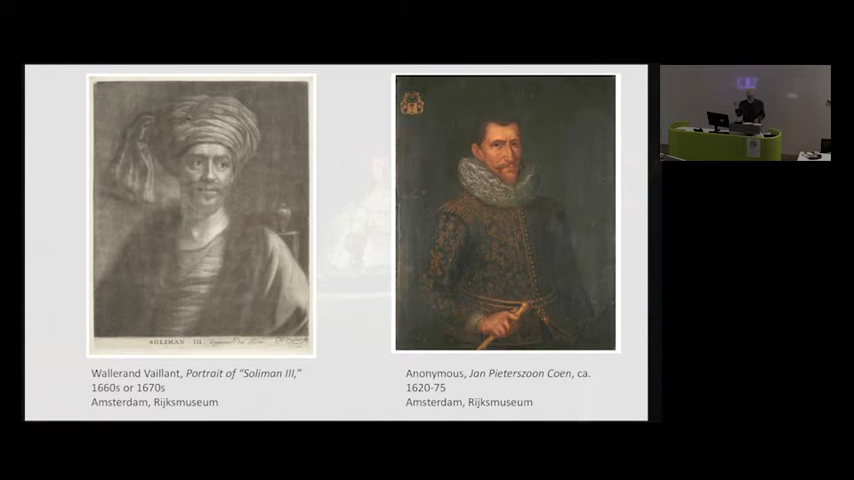 SOLIMAN III.
Wallerand Vaillant, Portrait of “Soliman III,”
1660s or 1670s
Amsterdam, Rijksmuseum
Anonymous, Jan Pieterszoon Coen, ca.
1620-75
Amsterdam, Rijksmuseum